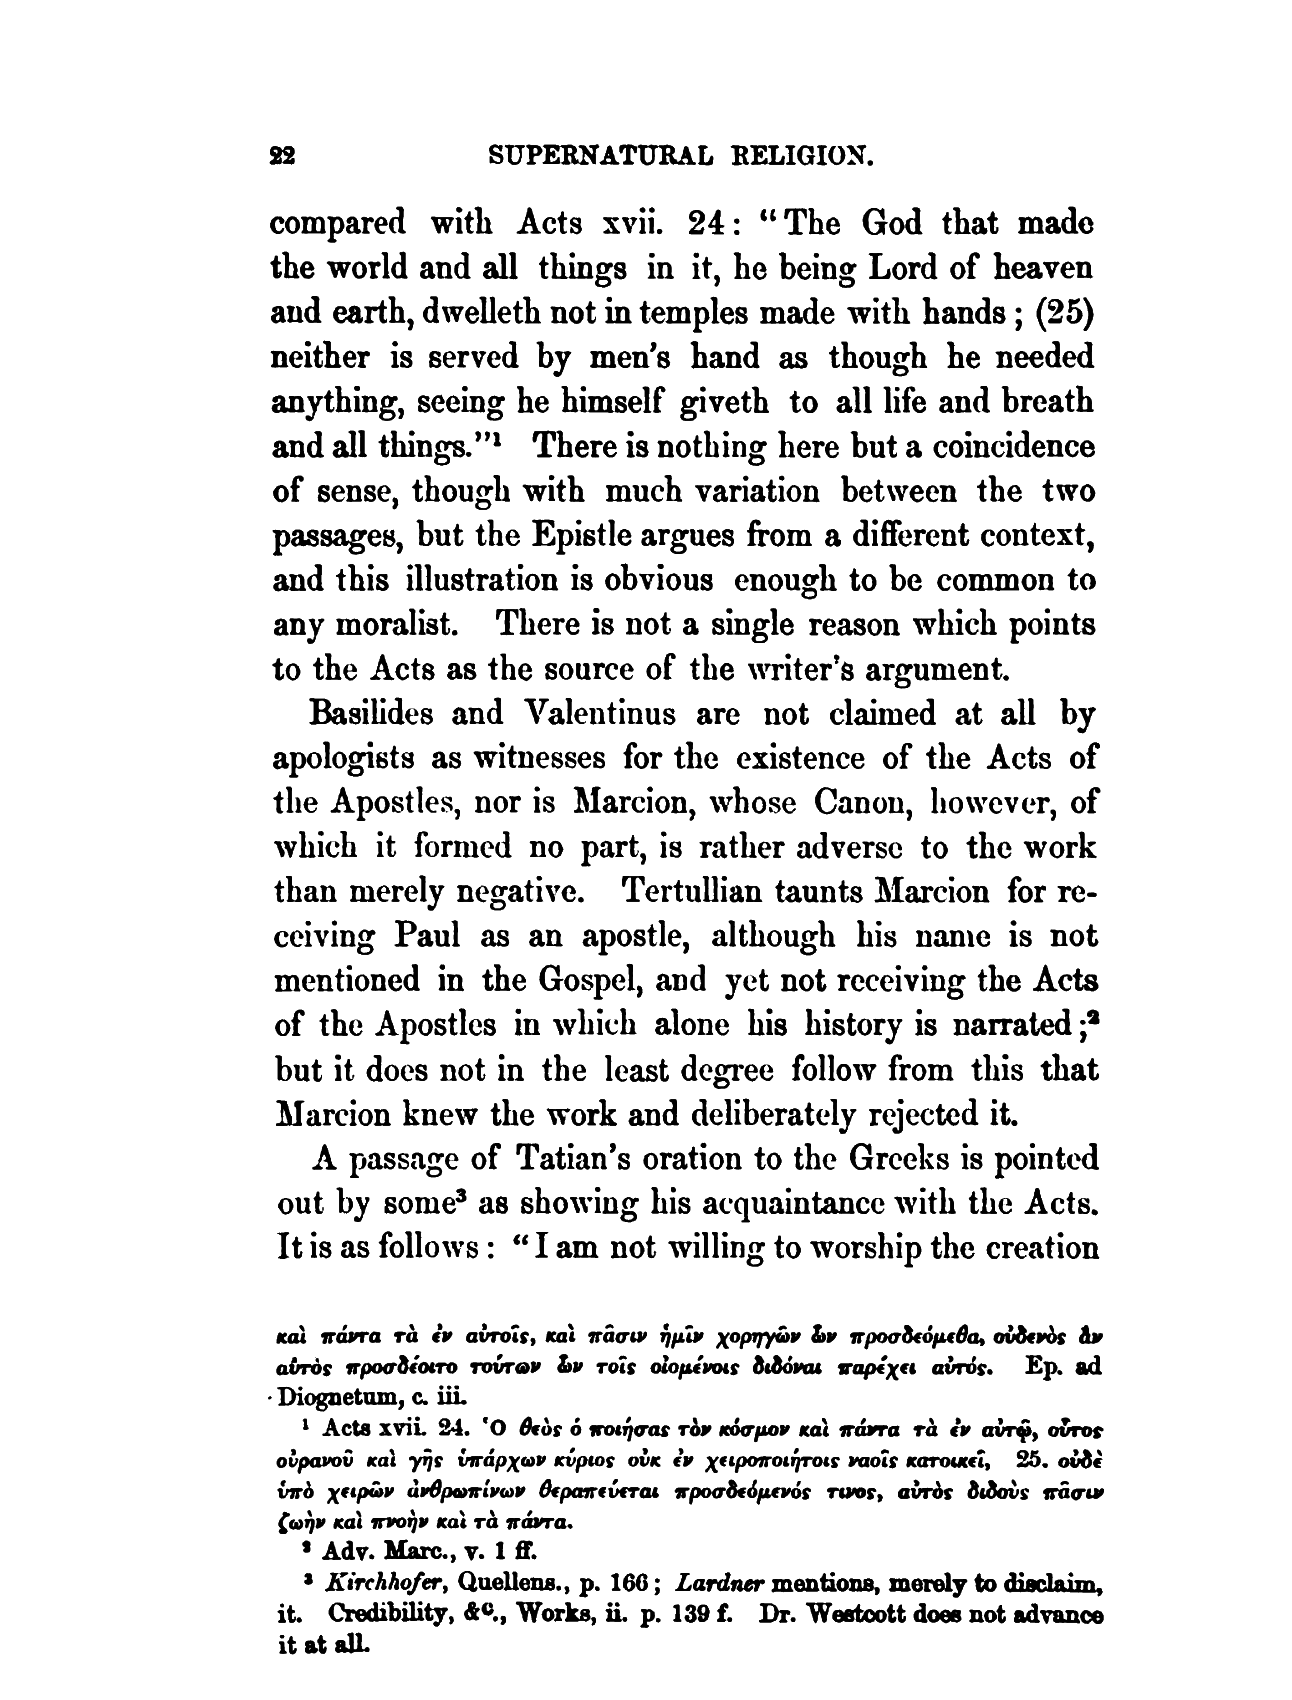 22 SUPERNATURAL RELIGION.
compared with Acts xvii. 24: “The God that made
the world and all things in it, he being Lord of heaven
and earth, dwelleth not in temples made with hands; (25)
neither is served by men’s hand as though he needed
anything, seeing he himself giveth to all life and breath
and all things.”¹ There is nothing here but a coincidence
of sense, though with much variation between the two
passages, but the Epistle argues from a different context,
and this illustration is obvious enough to be common to
any moralist. There is not a single reason which points
to the Acts as the source of the writer’s argument.
Basilides and Valentinus are not claimed at all by
apologists as witnesses for the existence of the Acts of
the Apostles, nor is Marcion, whose Canon, however, of
which it formed no part, is rather adverse to the work
than merely negative. Tertullian taunts Marcion for re-
ceiving Paul as an apostle, although his name is not
mentioned in the Gospel, and yet not receiving the Acts
of the Apostles in which alone his history is narrated;²
but it does not in the least degree follow from this that
Marcion knew the work and deliberately rejected it.
A passage of Tatian’s oration to the Greeks is pointed
out by some³ as showing his acquaintance with the Acts.
It is as follows: “I am not willing to worship the creation
καὶ πάντα τὰ ἐν αὐτοῖς, καὶ πᾶσιν ἡμῖν χορηγῶν ὧν προσδεόμεθα, οὐδενὸς ἂν
αὐτὸς προσδέοιτο τούτων ὧν τοῖς οἰομένοις διδόναι παρέχει αὐτός. Ep. ad
Diognetum, c. iii.
¹ Acts xvii. 24. Ὁ θεὸς ὁ ποιήσας τὸν κόσμον καὶ πάντα τὰ ἐν αὐτῷ, οὗτος
οὐρανοῦ καὶ γῆς ὑπάρχων κύριος οὐκ ἐν χειροποιήτοις ναοῖς κατοικεῖ, 25. οὐδὲ
ὑπὸ χειρῶν ἀνθρωπίνων θεραπεύεται προσδεόμενός τινος, αὐτὸς διδοὺς πᾶσιν
ζωὴν καὶ πνοὴν καὶ τὰ πάντα.
² Adv. Marc., v. 1 ff.
³ Kirchhofer, Quellens., p. 166; Lardner mentions, merely to disclaim,
it. Credibility, &c., Works, ii. p. 139 f. Dr. Westcott does not advance
it at all.